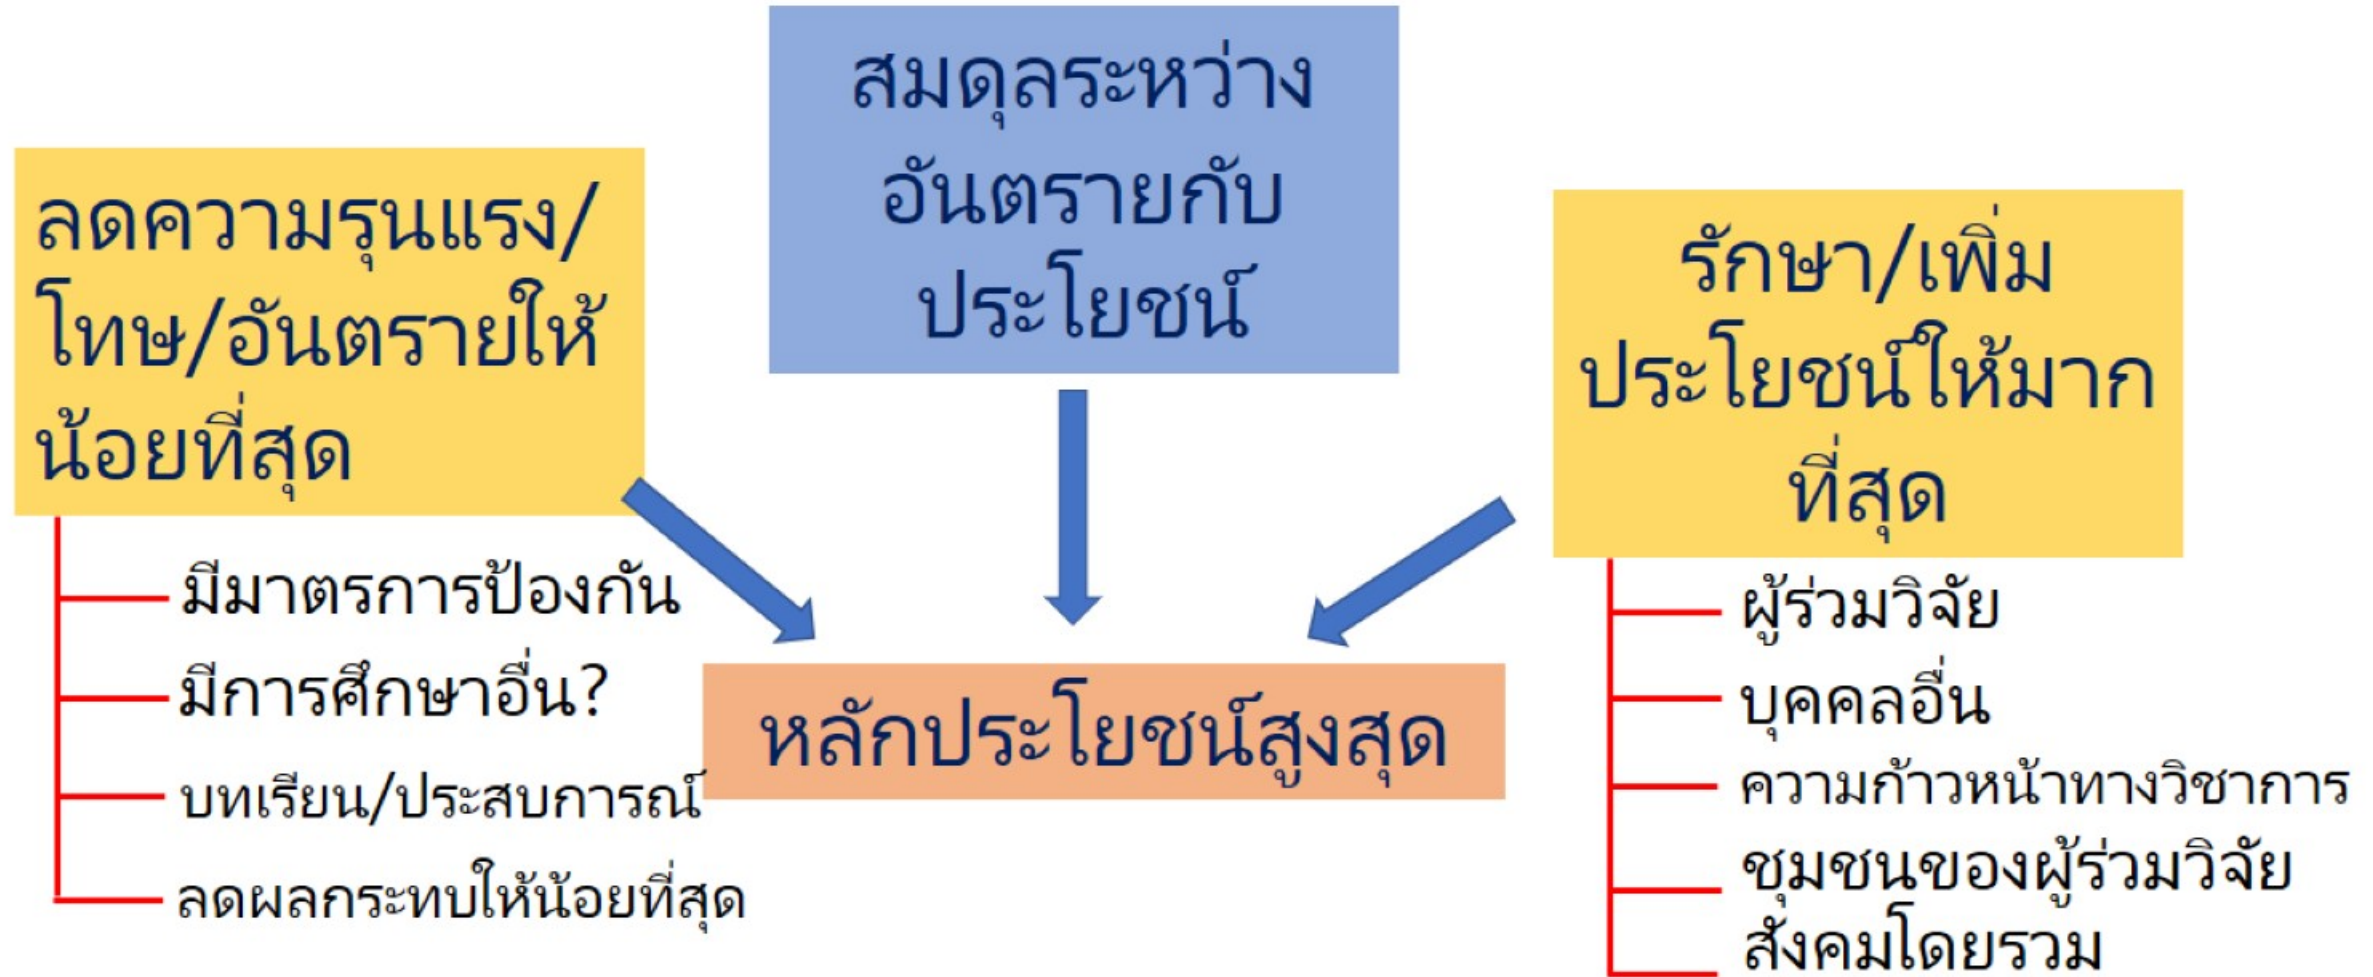 สมดุลระหว่าง
อันตรายกับ
ประโยชน์
ลดความรุนแรง/
โทษ/อันตรายให้
น้อยที่สุด
มีมาตรการป้องกัน
มีการศึกษาอื่น?
บทเรียน/ประสบการณ์
ลดผลกระทบให้น้อยที่สุด
หลักประโยชน์สูงสุด
รักษา/เพิ่ม
ประโยชน์ให้มาก
ที่สุด
ผู้ร่วมวิจัย
บุคคลอื่น
ความก้าวหน้าทางวิชาการ
ชุมชนของผู้ร่วมวิจัย
สังคมโดยรวม